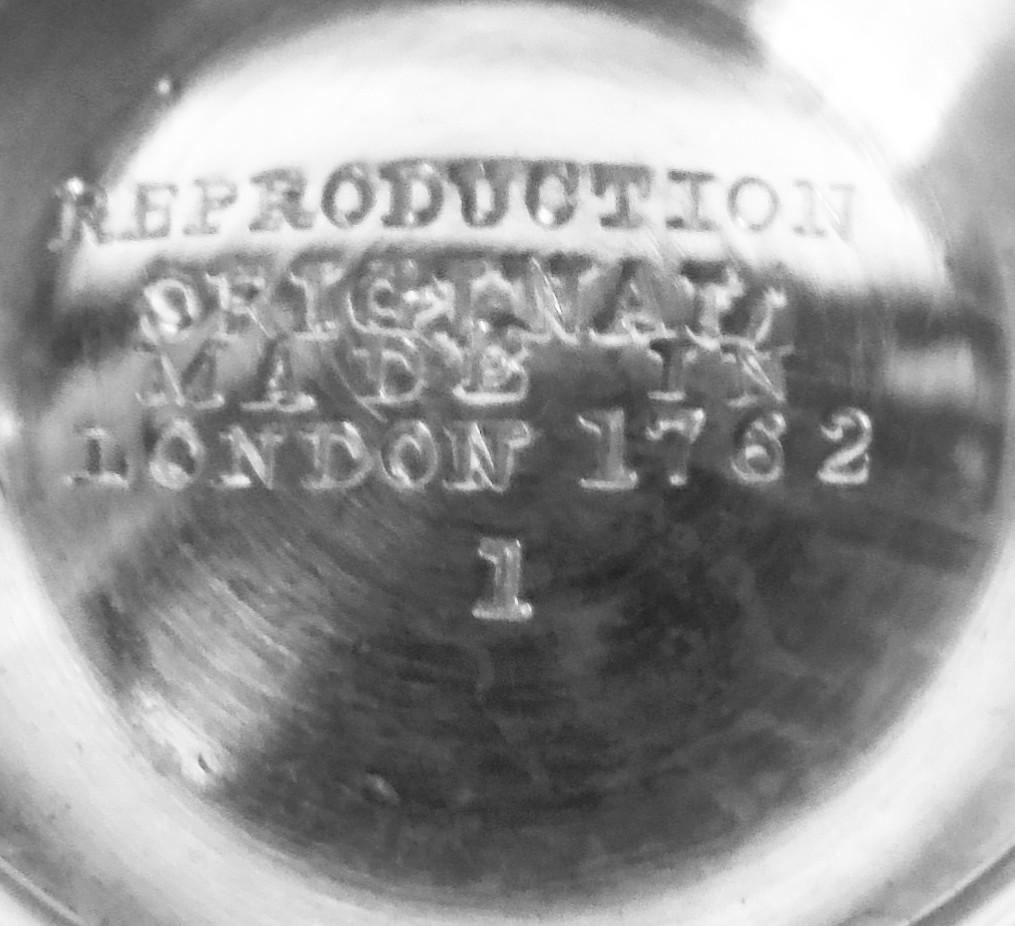 REPRODUCTION
ORIGINAL
MADE IN
LONDON 1762
1